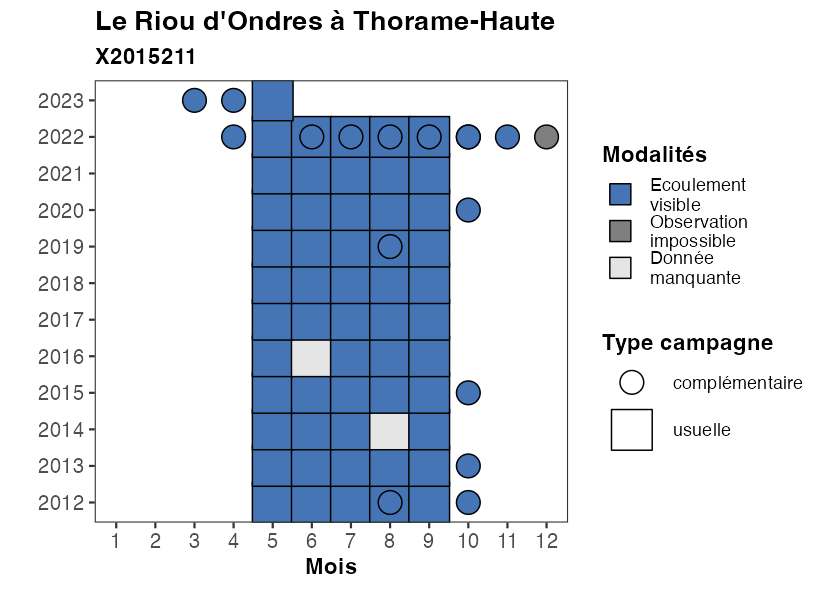 Le Riou d'Ondres à Thorame-Haute
X2015211
2023
2022
2021
2020
2019
2018
2017
2016
2015
2014
2013
2012
1 2 3 4 5 6 7 8 9 10 11 12
Mois
Modalités
Ecoulement
visible
Observation
impossible
Donnée
manquante
Type campagne
complémentaire
usuelle